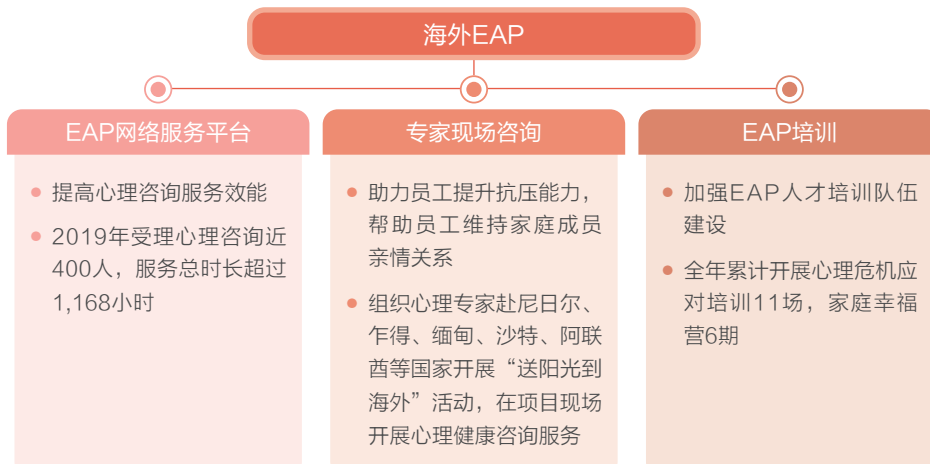 海外EAP
EAP网络服务平台
提高心理咨询服务效能
2019年受理心理咨询近
400人，服务总时长超过
1,168小时
专家现场咨询
助力员工提升抗压能力，
帮助员工维持家庭成员
亲情关系
组织心理专家赴尼日尔、
乍得、缅甸、沙特、阿联
酋等国家开展“送阳光到
海外”活动，在项目现场
开展心理健康咨询服务
EAP培训
加强EAP人才培训队伍
建设
全年累计开展心理危机应
对培训11场，家庭幸福
营6期